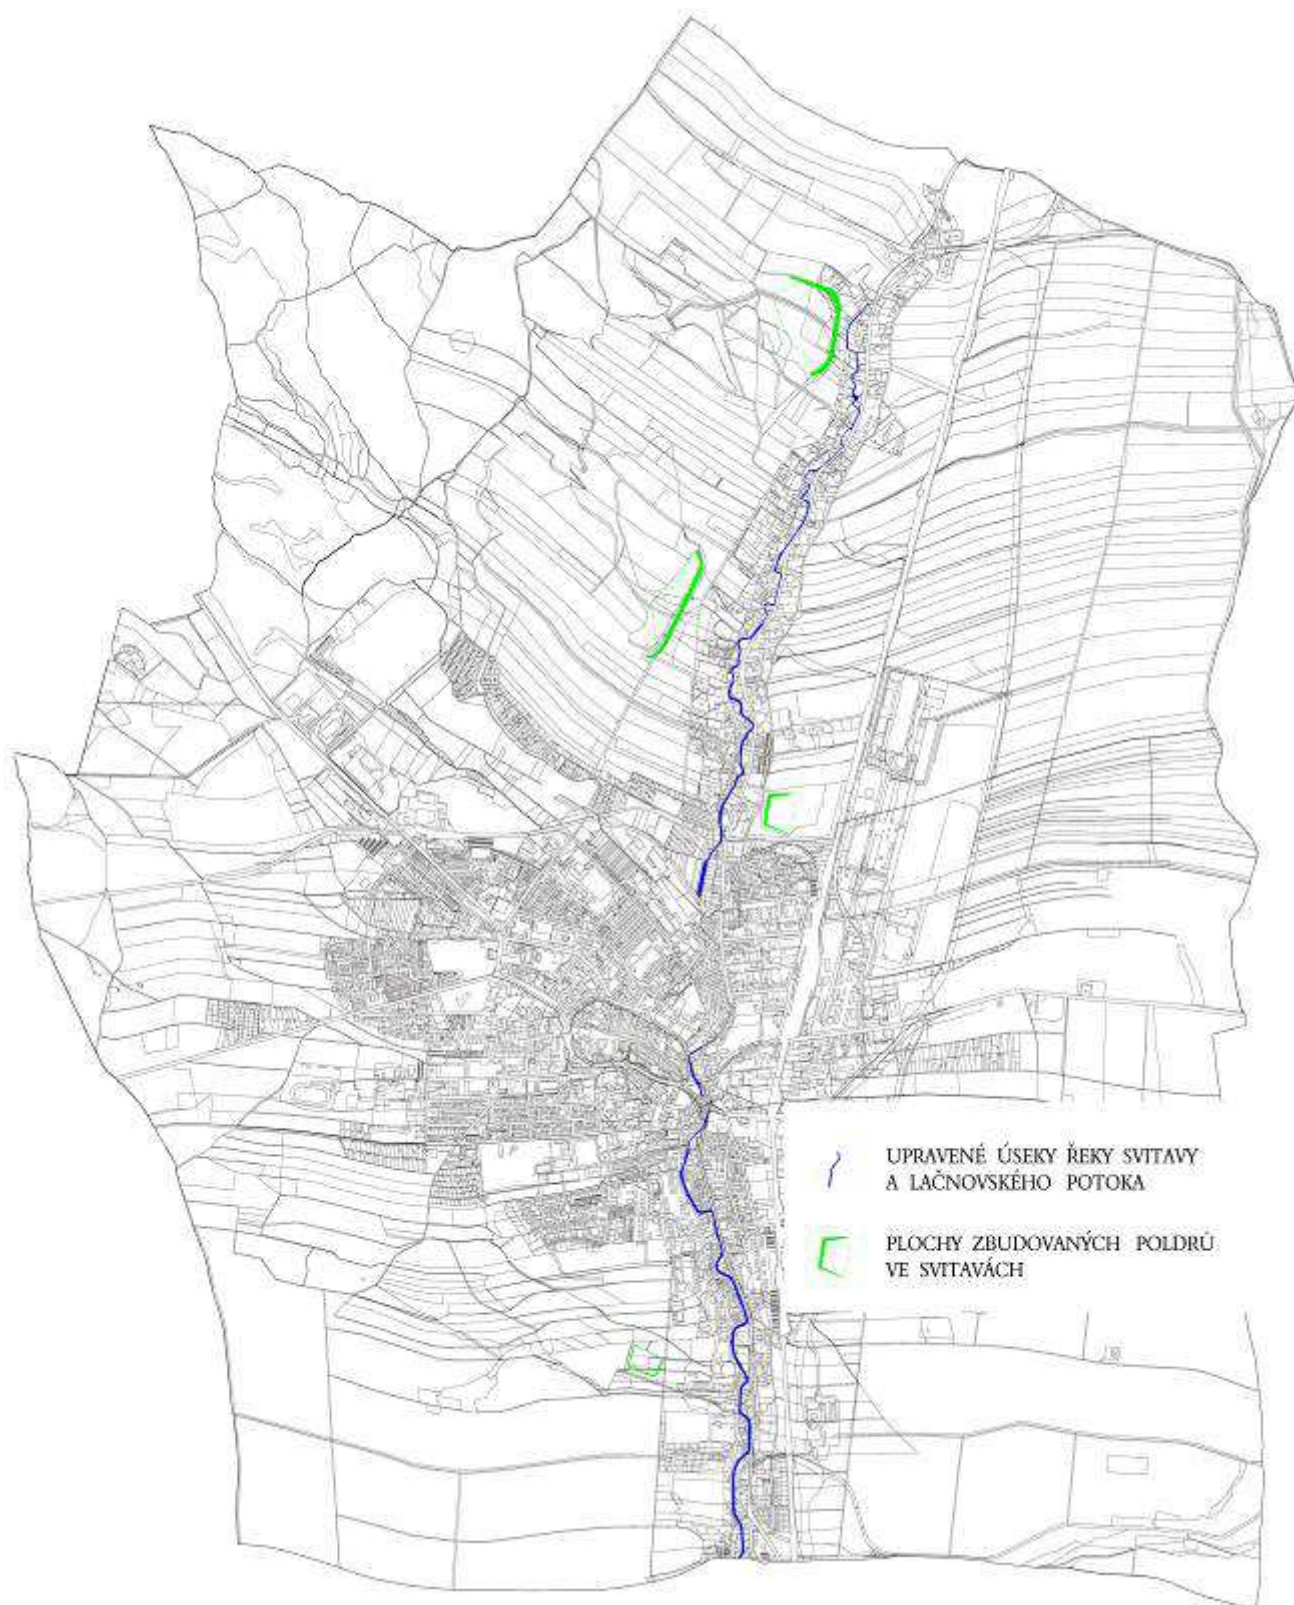 UPRAVENÉ ÚSEKY ŘEKY SVITAVY
A LAČNOVSKÉHO POTOKA
PLOCHY ZBUDOVANÝCH POLDRŮ
VE SVITAVÁCH